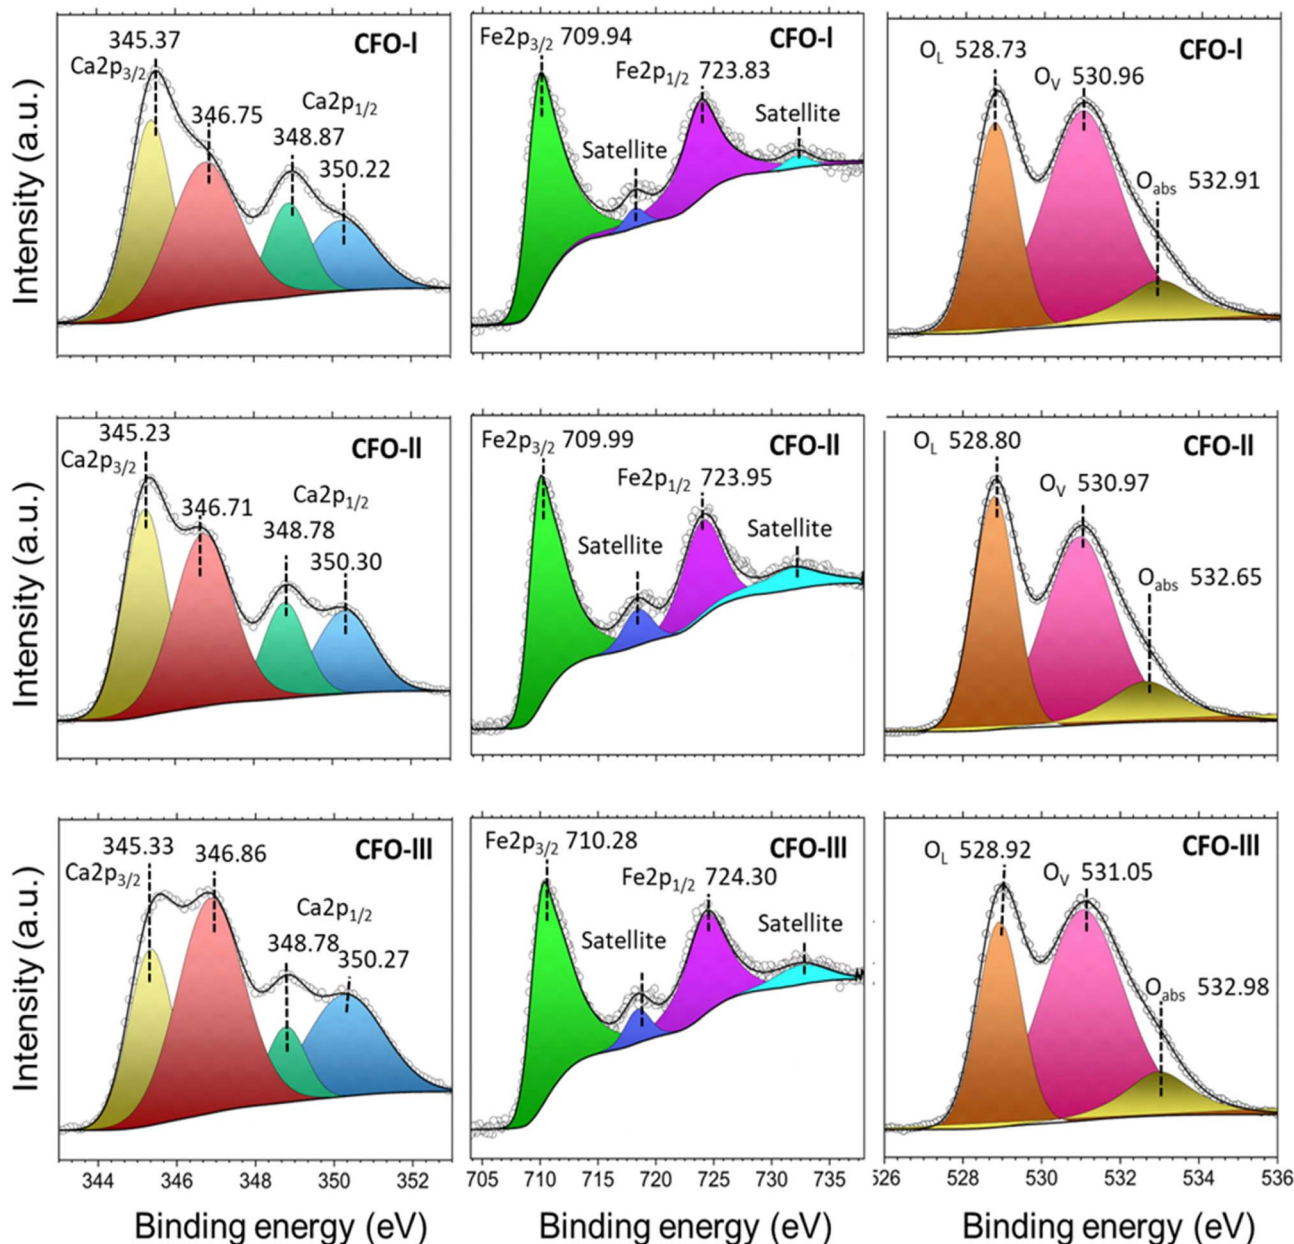 345.37
CFO-I
Ca2p3/2
346.75
Ca2p1/2
348.87
350.22
Intensity (a.u.)
Fe2p3/2 709.94
CFO-I
Fe2p1/2 723.83
Satellite
Satellite
CFO-I
OL 528.73
OV 530.96
Oabs 532.91
345.23
CFO-II
Ca2p3/2
346.71
Ca2p1/2
348.78
350.30
Intensity (a.u.)
Fe2p3/2 709.99
CFO-II
Fe2p1/2 723.95
Satellite
Satellite
OL 528.80
CFO-II
OV 530.97
Oabs 532.65
345.33
CFO-III
346.86
Ca2p3/2
Ca2p1/2
348.78
350.27
Intensity (a.u.)
344 346 348 350 352
Binding energy (eV)
Fe2p3/2 710.28
CFO-III
Fe2p1/2 724.30
Satellite
Satellite
705 710 715 720 725 730 735
Binding energy (eV)
OL 528.92
CFO-III
OV 531.05
Oabs 532.98
526 528 530 532 534 536
Binding energy (eV)